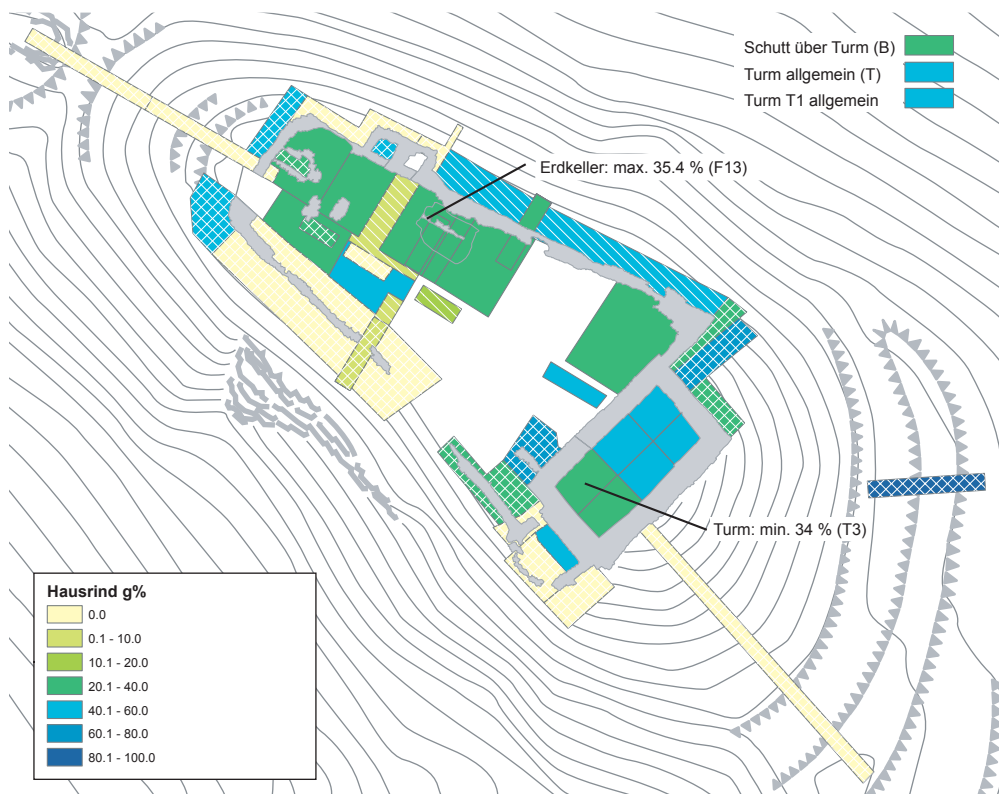 Schutt über Turm (B)
Turm allgemein (T)
Turm T1 allgemein
Erdkeller: max. 35.4 % (F13)
Turm: min. 34 % (T3)
Hausrind g%
0.0
0.1 - 10.0
10.1 - 20.0
20.1 - 40.0
40.1 - 60.0
60.1 - 80.0
80.1 - 100.0